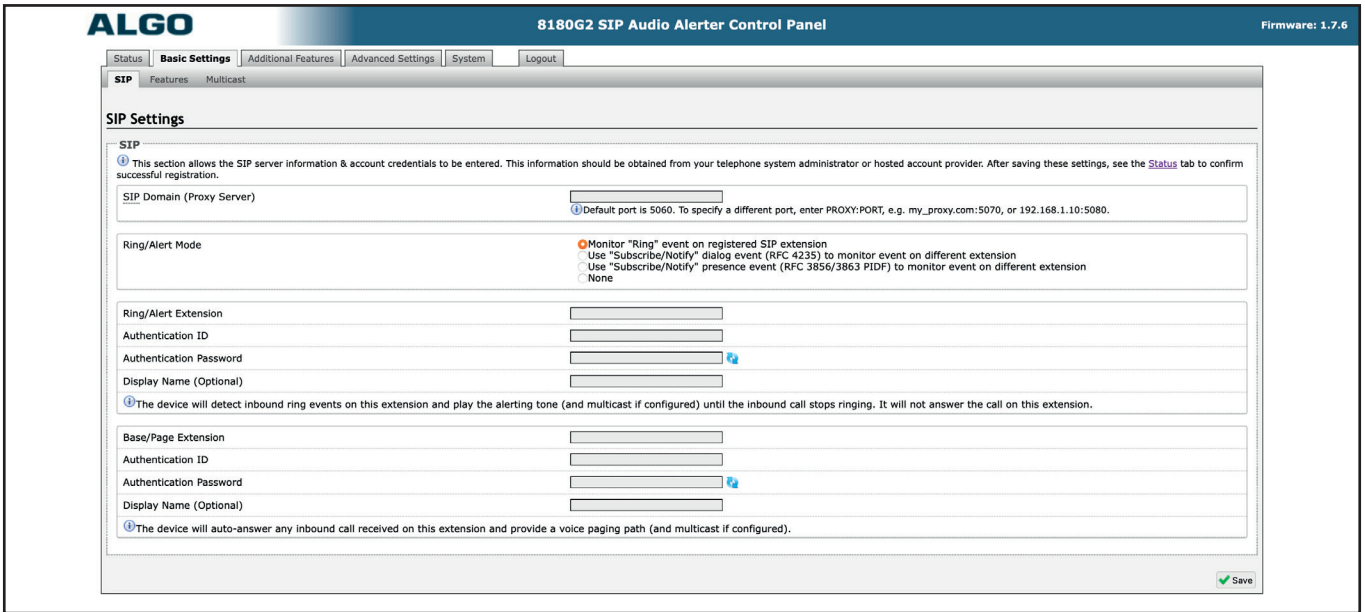 ALGO
8180G2 SIP Audio Alerter Control Panel
Firmware: 1.7.6
Status Basic Settings Additional Features Advanced Settings System Logout
SIP Features Multicast
SIP Settings
SIP
This section allows the SIP server information & account credentials to be entered. This information should be obtained from your telephone system administrator or hosted account provider. After saving these settings, see the Status tab to confirm
successful registration.
SIP Domain (Proxy Server)
Default port is 5060. To specify a different port, enter PROXY:PORT, e.g. my_proxy.com:5070, or 192.168.1.10:5080.
Ring/Alert Mode
Monitor "Ring" event on registered SIP extension
Use "Subscribe/Notify" dialog event (RFC 4235) to monitor event on different extension
Use "Subscribe/Notify" presence event (RFC 3856/3863 PIDF) to monitor event on different extension
None
Ring/Alert Extension
Authentication ID
Authentication Password
Display Name (Optional)
The device will detect inbound ring events on this extension and play the alerting tone (and multicast if configured) until the inbound call stops ringing. It will not answer the call on this extension.
Base/Page Extension
Authentication ID
Authentication Password
Display Name (Optional)
The device will auto-answer any inbound call received on this extension and provide a voice paging path (and multicast if configured).
Save